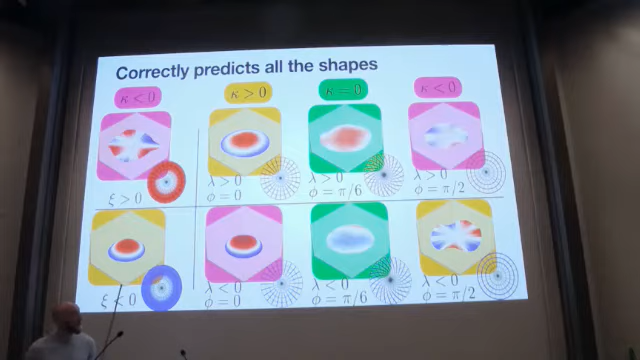 Correctly predicts all the shapes
κ < 0
κ > 0
κ = 0
κ < 0
ξ > 0
λ > 0
ϕ = 0
λ > 0
ϕ = π/6
λ > 0
ϕ = π/2
ξ < 0
λ < 0
ϕ = 0
λ < 0
ϕ = π/6
λ < 0
ϕ = π/2